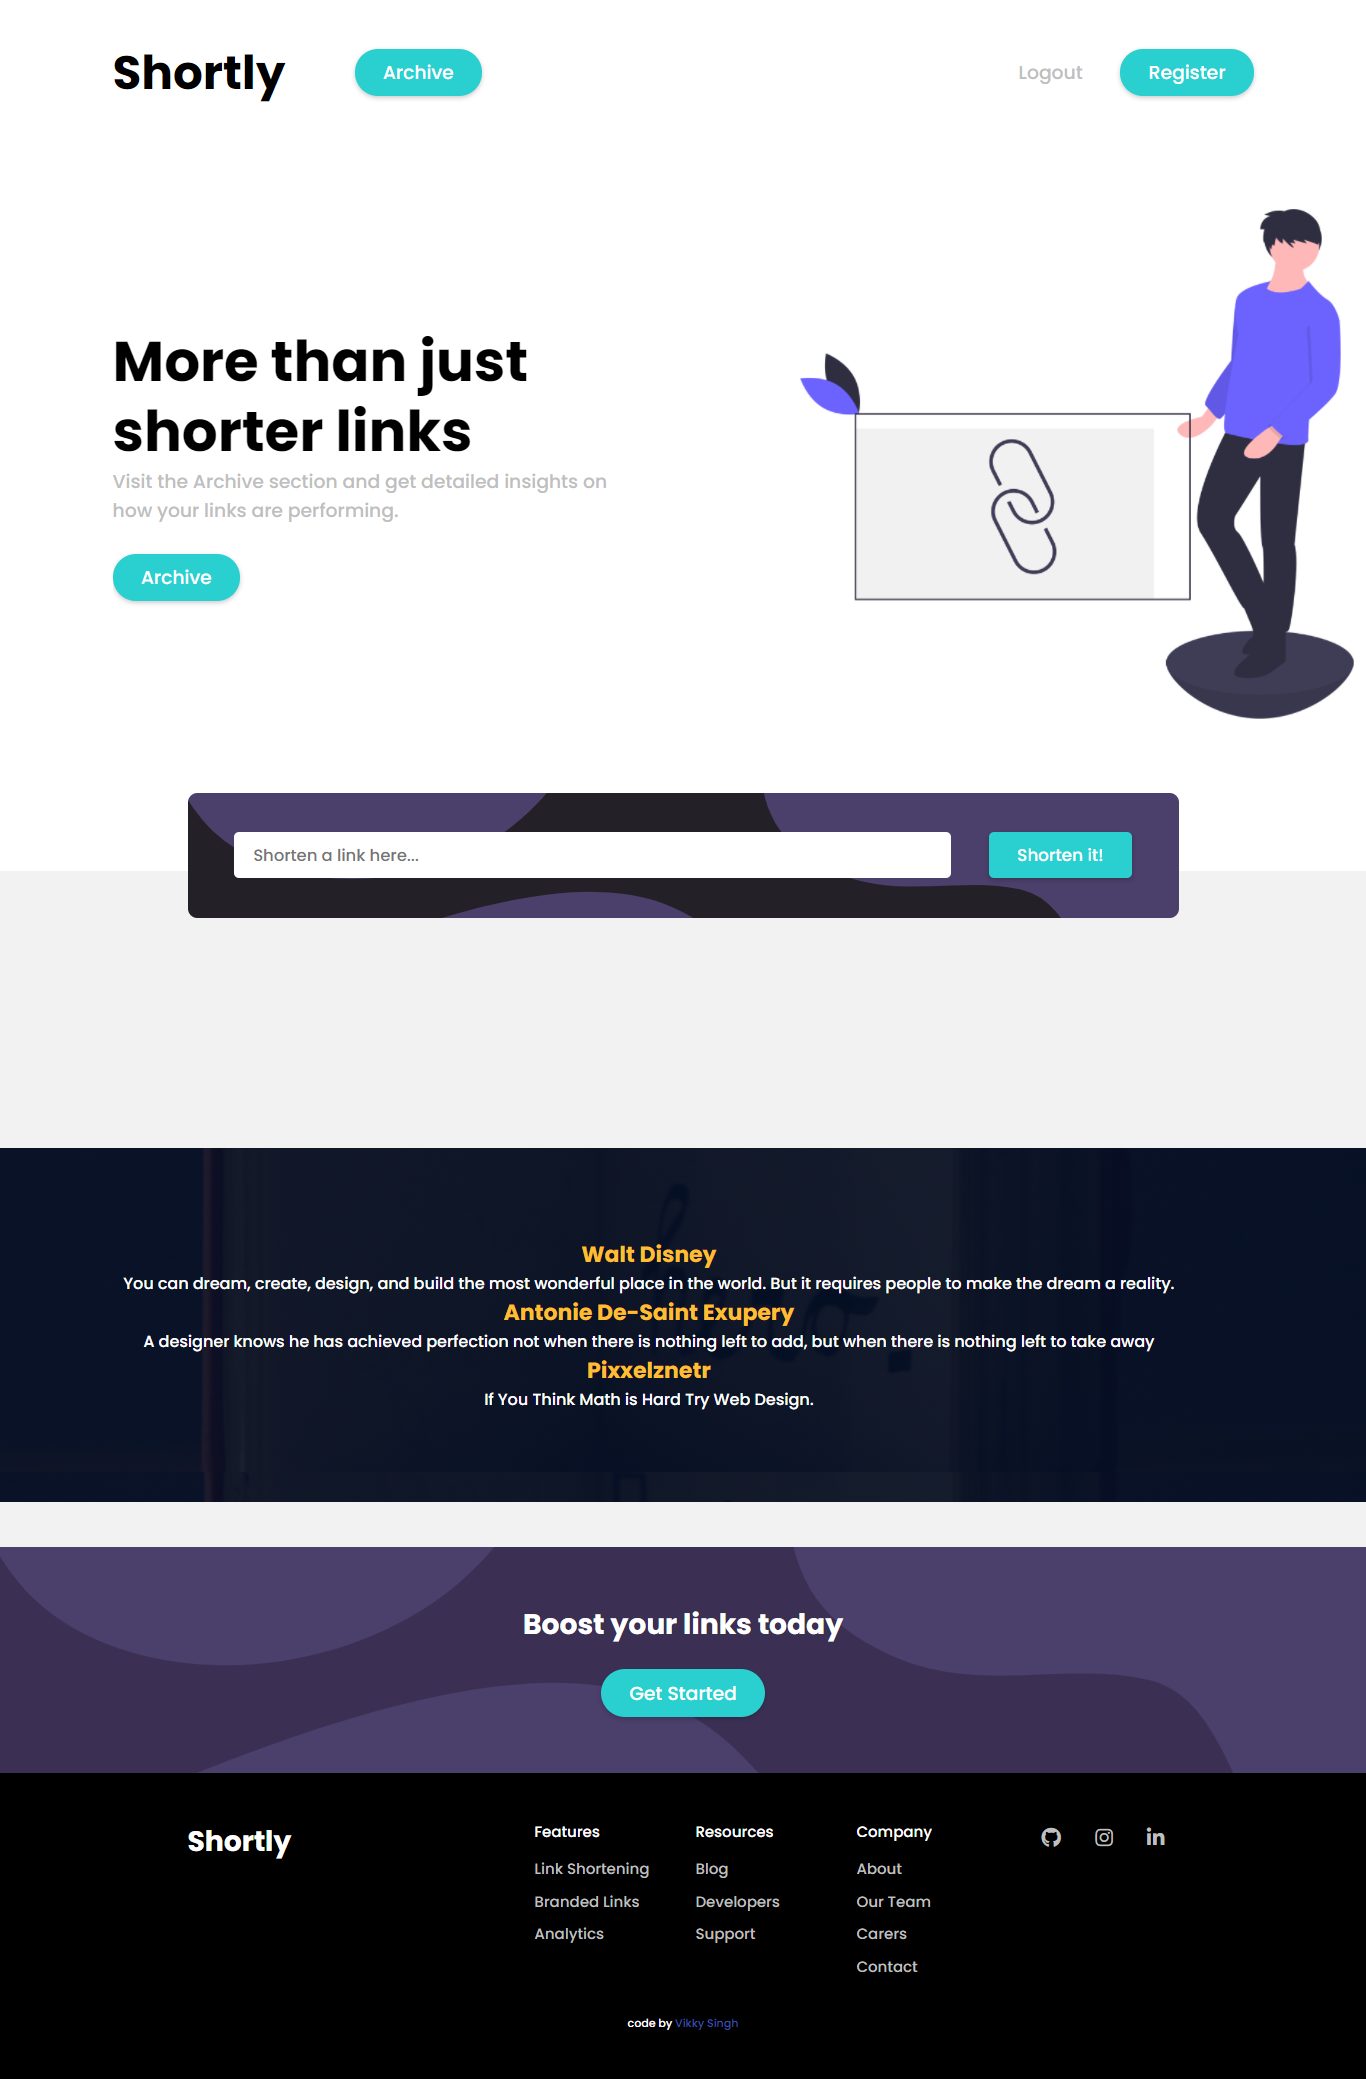 Shortly
Archive
Logout
Register
More than just
shorter links
Visit the Archive section and get detailed insights on
how your links are performing.
Archive
Shorten a link here...
Shorten it!
Walt Disney
You can dream, create, design, and build the most wonderful place in the world. But it requires people to make the dream a reality.
Antonie De-Saint Exupery
A designer knows he has achieved perfection not when there is nothing left to add, but when there is nothing left to take away
Pixxelznetr
If You Think Math is Hard Try Web Design.
Boost your links today
Get Started
Shortly
Features
Link Shortening
Branded Links
Analytics
Resources
Blog
Developers
Support
Company
About
Our Team
Carers
Contact
code by Vikky Singh